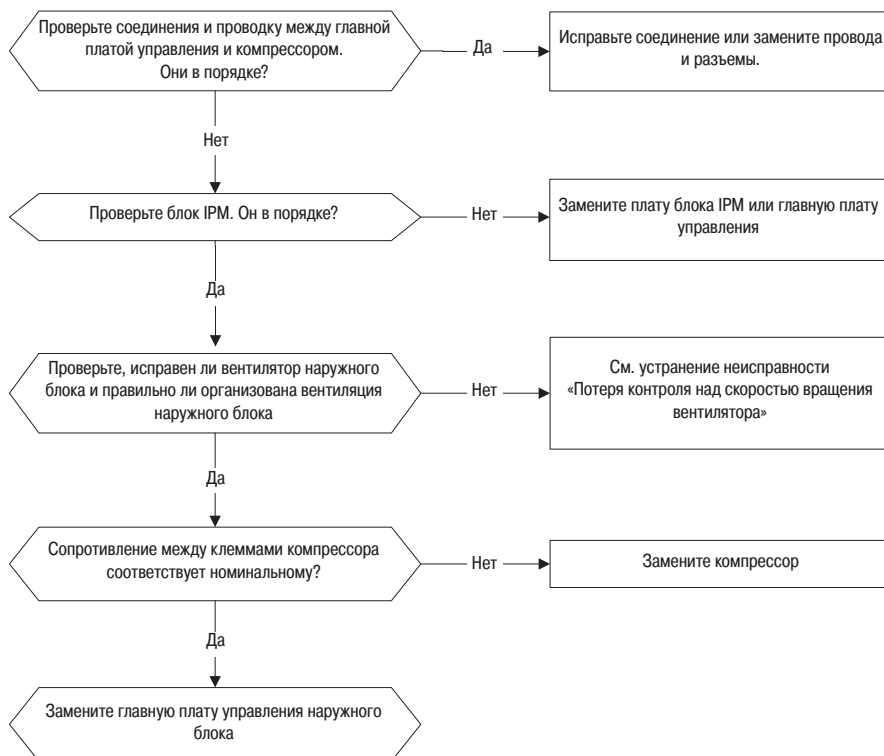 Проверьте соединения и проводку между главной
платой управления и компрессором.
Они в порядке?
Да
Исправьте соединение или замените провода
и разъемы.
Нет
Проверьте блок IPM. Он в порядке?
Нет
Замените плату блока IPM или главную плату
управления
Да
Проверьте, исправен ли вентилятор наружного
блока и правильно ли организована вентиляция
наружного блока
Нет
См. устранение неисправности
«Потеря контроля над скоростью вращения
вентилятора»
Да
Сопротивление между клеммами компрессора
соответствует номинальному?
Нет
Замените компрессор
Да
Замените главную плату управления наружного
блока